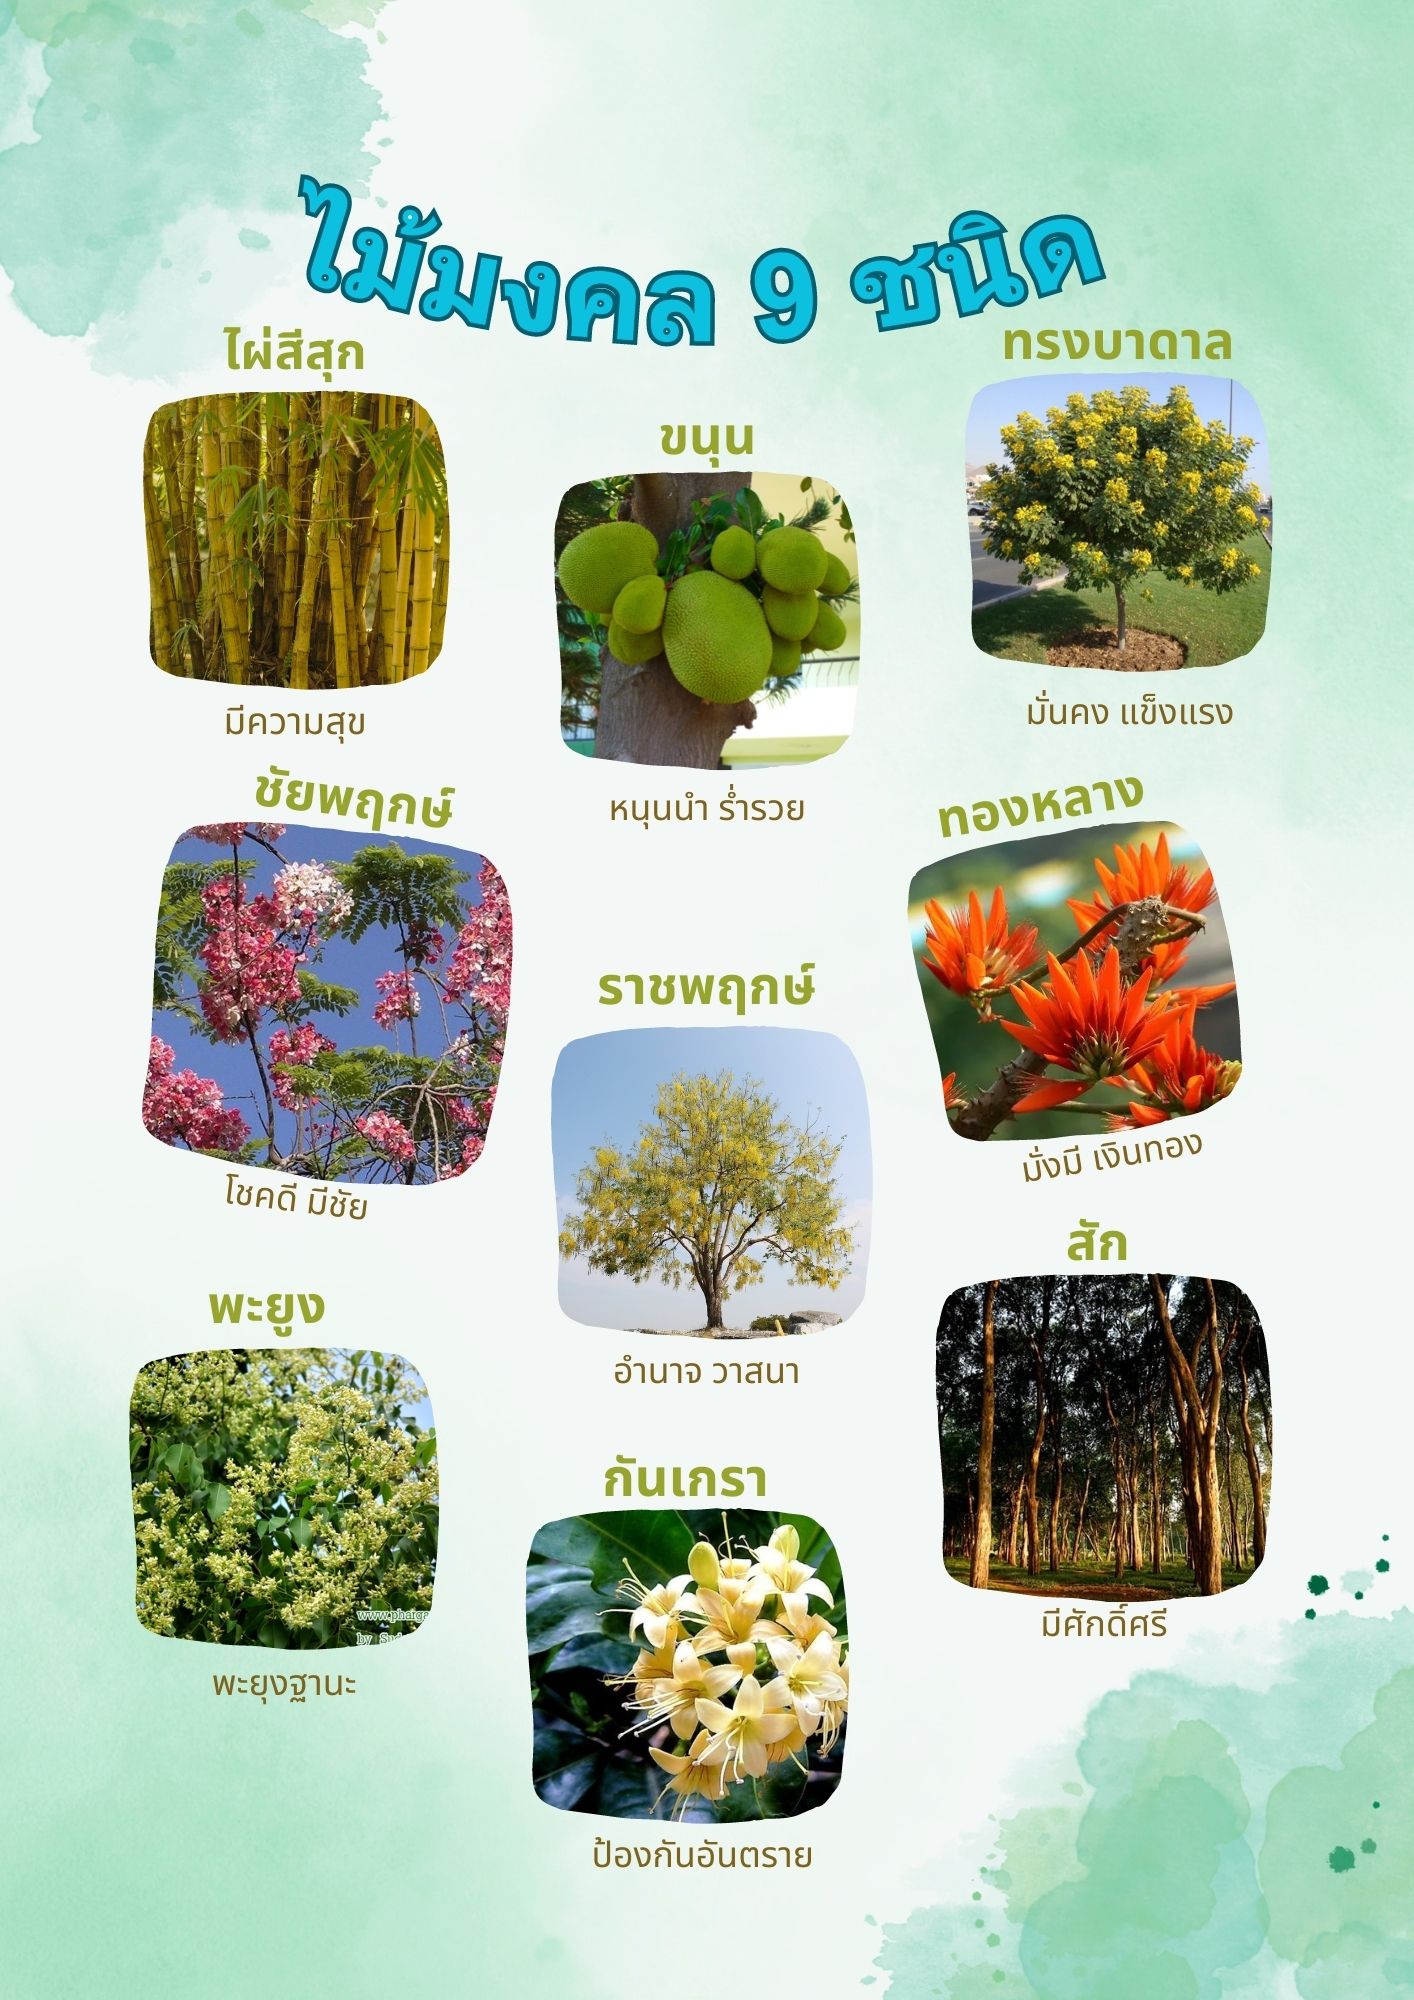 ไม้มงคล 9 ชนิด
ไผ่สีสุก
มีความสุข
ขนุน
หนุนนำ ร่ำรวย
ทรงบาดาล
มั่นคง แข็งแรง
ชัยพฤกษ์
โชคดี มีชัย
ราชพฤกษ์
อำนาจ วาสนา
ทองหลาง
มั่งมี เงินทอง
พะยูง
พะยุงฐานะ
กันเกรา
ป้องกันอันตราย
สัก
มีศักดิ์ศรี
by